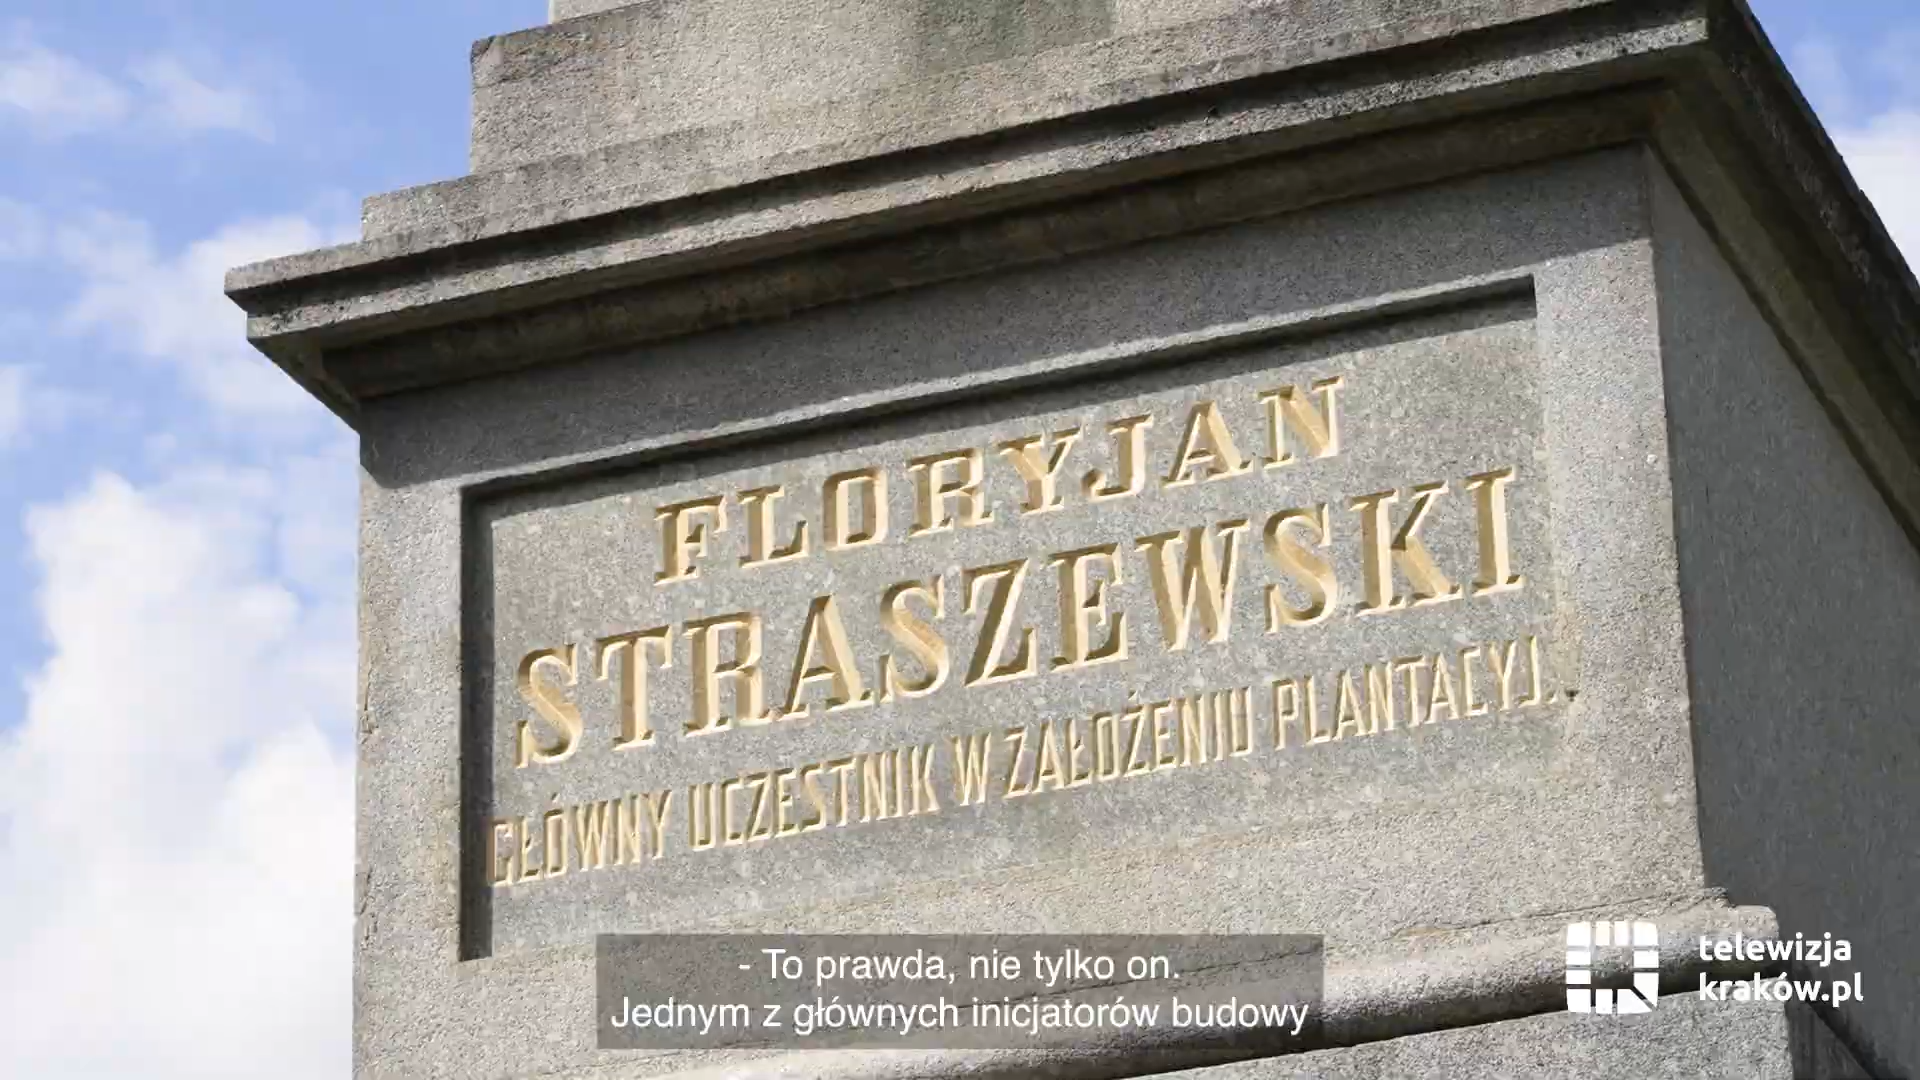 FLORYJAN
STRASZEWSKI
GŁÓWNY UCZESTNIK W ZAŁOŻENIU PLANTACYJ.
- To prawda, nie tylko on.
Jednym z głównych inicjatorów budowy
telewizja
kraków.pl